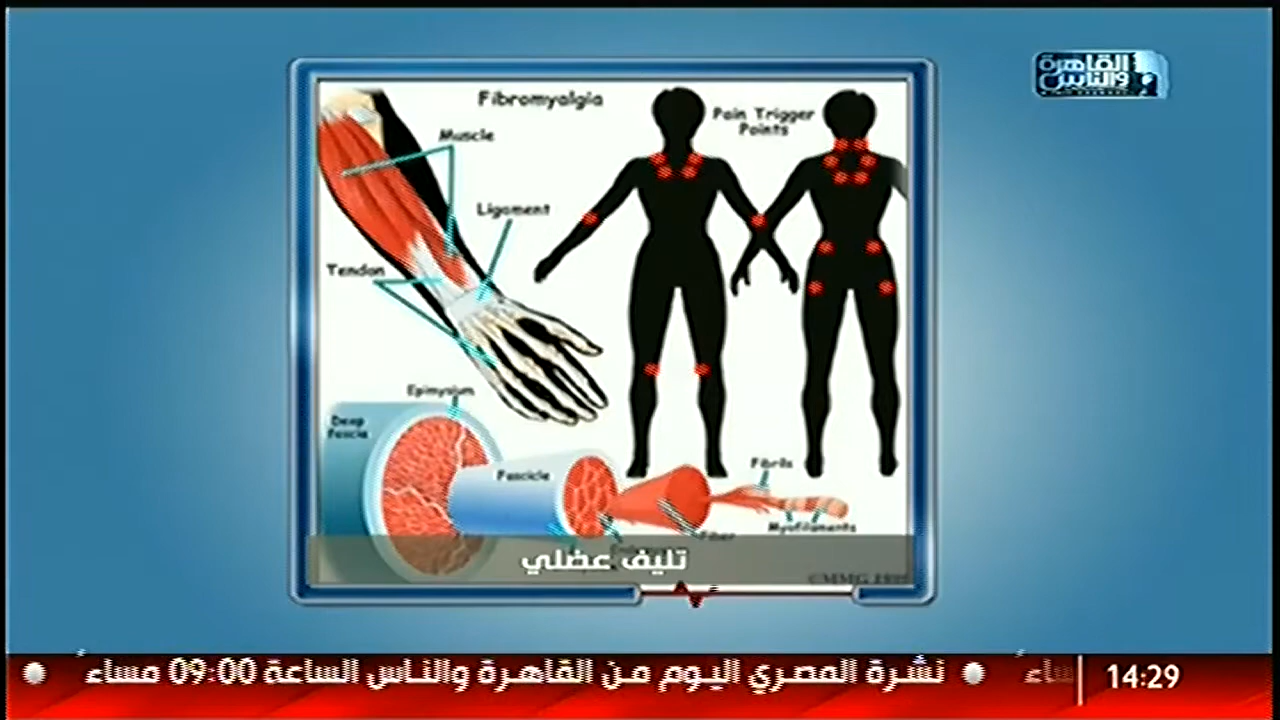 القاهرة
والناس
Fibromyalgia
Pain Trigger
Points
Muscle
Ligament
Tendon
Epimysium
Deep
fascia
Fascicle
Fibrils
Myofilaments
Fiber
تليف عضلي
©MMG
نشرة المصري اليوم من القاهرة والناس الساعة 09:00 مساءً
14:29